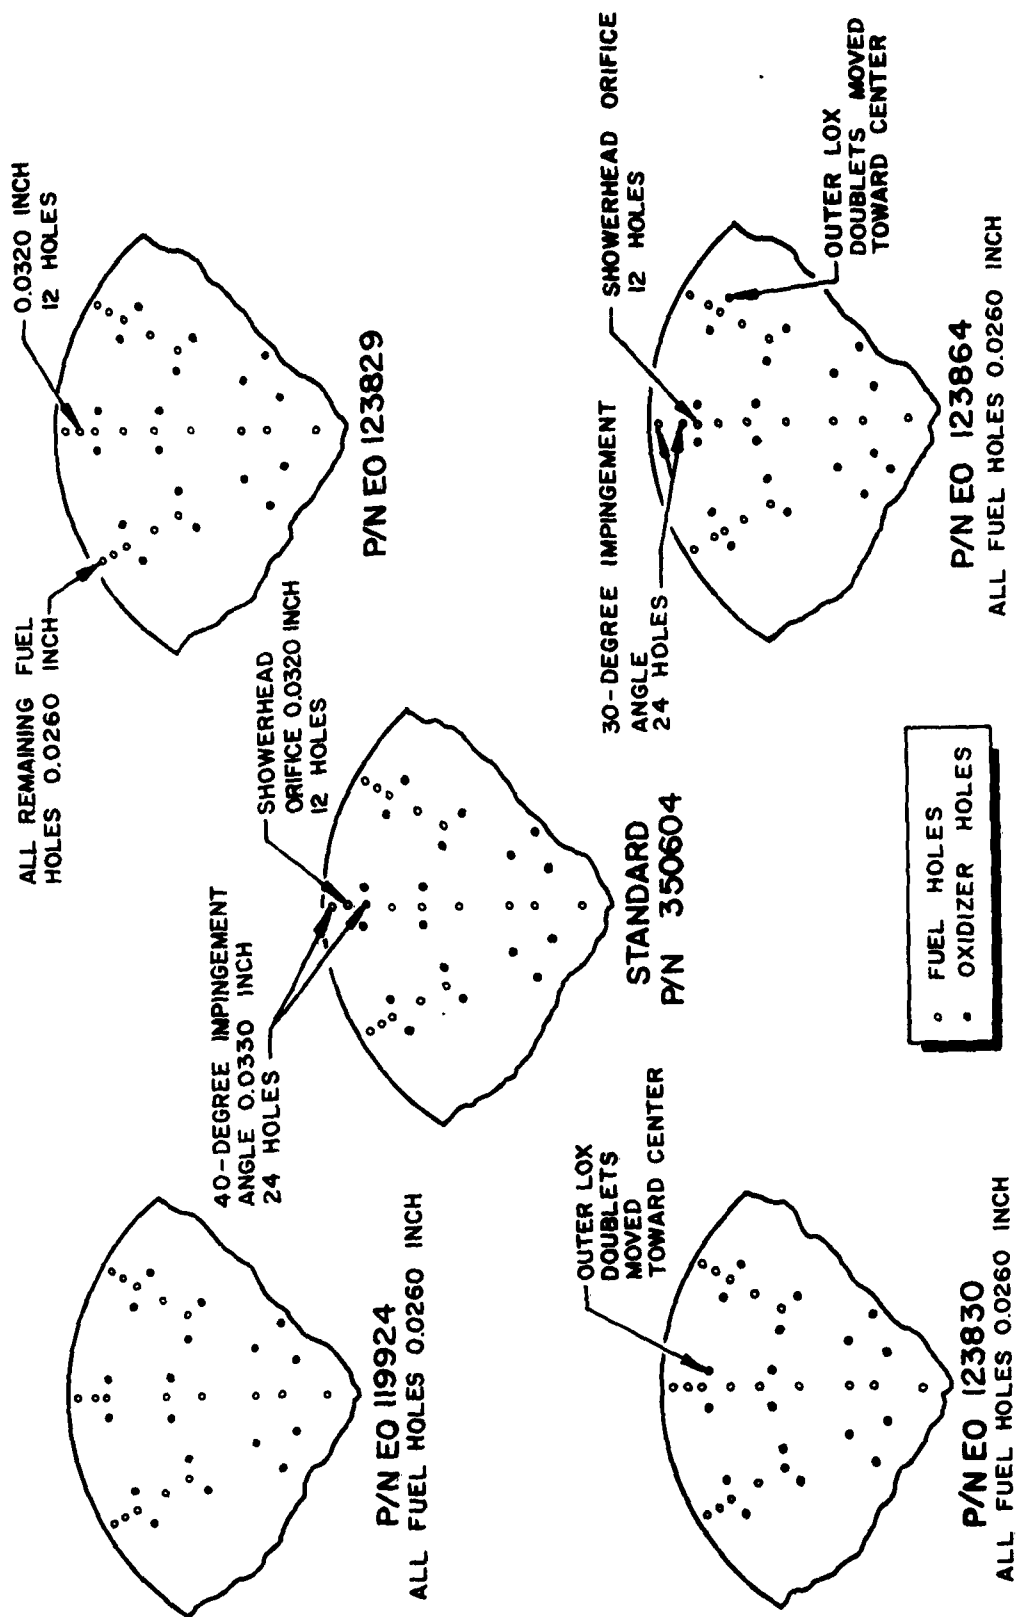 P/N EO 119924
ALL FUEL HOLES 0.0260 INCH
40-DEGREE IMPINGEMENT
ANGLE 0.0330 INCH
24 HOLES
SHOWERHEAD
ORIFICE 0.0320 INCH
12 HOLES
STANDARD
P/N 350604
ALL REMAINING FUEL
HOLES 0.0260 INCH
0.0320 INCH
12 HOLES
P/N EO 123829
OUTER LOX
DOUBLETS
MOVED
TOWARD CENTER
P/N EO 123830
ALL FUEL HOLES 0.0260 INCH
FUEL HOLES
OXIDIZER HOLES
30-DEGREE IMPINGEMENT
ANGLE
24 HOLES
SHOWERHEAD ORIFICE
12 HOLES
OUTER LOX
DOUBLETS MOVED
TOWARD CENTER
P/N EO 123864
ALL FUEL HOLES 0.0260 INCH